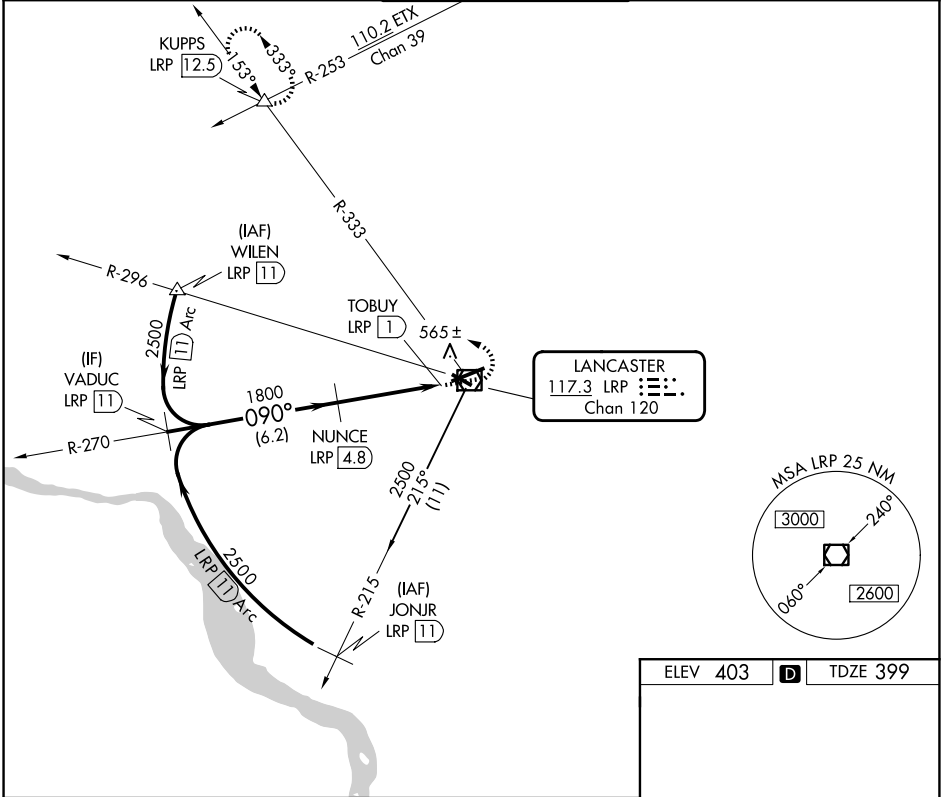 KUPPS
LRP 12.5
153°
333°
R-253
110.2 ETX
Chan 39
R-333
(IAF)
WILEN
LRP 11
R-296
2500
LRP 11 Arc
TOBUY
LRP 1
565 ±
(IF)
VADUC
LRP 11
R-270
1800
090°
(6.2)
NUNCE
LRP 4.8
LANCASTER
117.3 LRP
Chan 120
2500
215°
(11)
R-215
2500
LRP 11 Arc
(IAF)
JONJR
LRP 11
MSA LRP 25 NM
3000
240°
060°
2600
ELEV 403 D TDZE 399